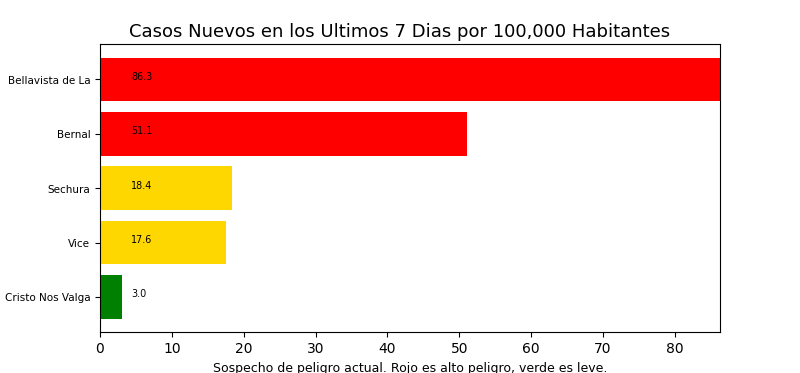 Casos Nuevos en los Ultimos 7 Dias por 100,000 Habitantes
Bellavista de La 86.3
Bernal 51.1
Sechura 18.4
Vice 17.6
Cristo Nos Valga 3.0
0 10 20 30 40 50 60 70 80
Sospecho de peligro actual. Rojo es alto peligro, verde es leve.